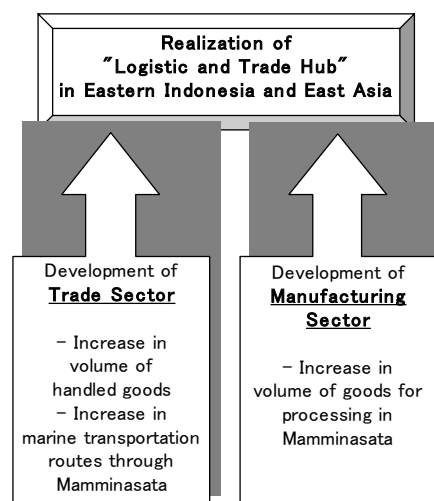 Realization of
"Logistic and Trade Hub"
in Eastern Indonesia and East Asia
Development of
Trade Sector
− Increase in
volume of
handled goods
− Increase in
marine transportation
routes through
Mamminasata
Development of
Manufacturing
Sector
− Increase in
volume of goods for
processing in
Mamminasata